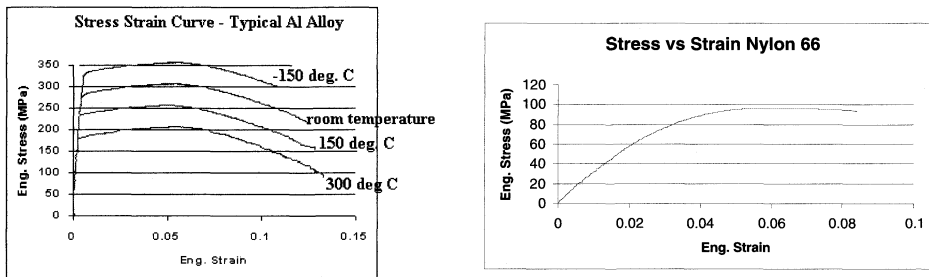 Stress Strain Curve - Typical Al Alloy
Eng. Stress (MPa)
350
300
250
200
150
100
50
0
-150 deg. C
room temperature
150 deg. C
300 deg C
0 0.05 0.1 0.15
Eng. Strain
Stress vs Strain Nylon 66
Eng. Stress (MPa)
120
100
80
60
40
20
0
0 0.02 0.04 0.06 0.08 0.1
Eng. Strain